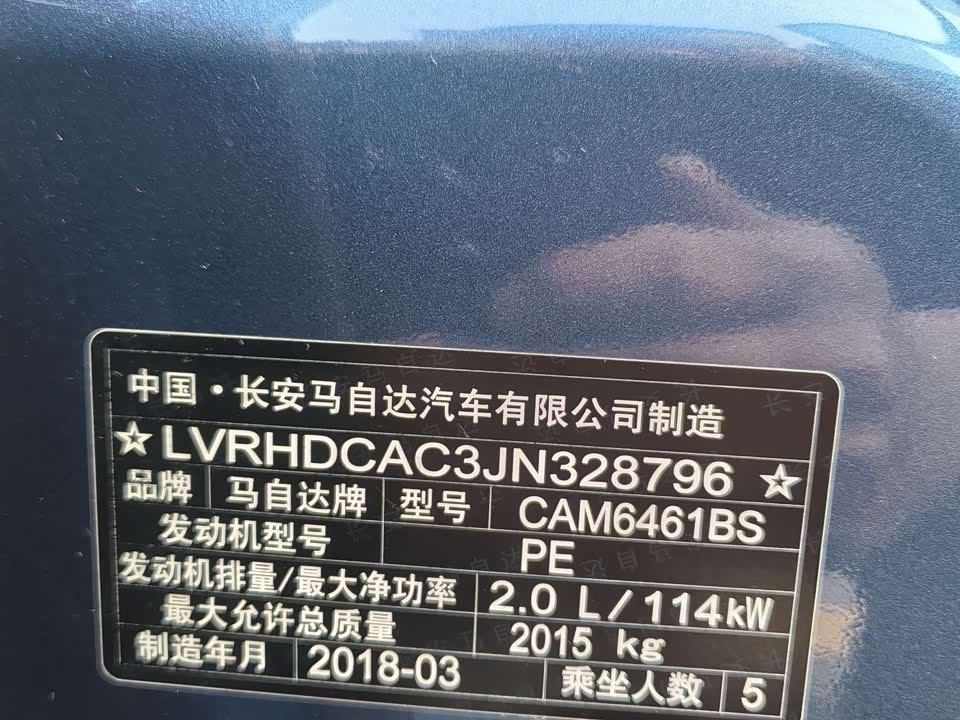 中国·长安马自达汽车有限公司制造
☆LVRHDCAC3JN328796☆
品牌 马自达牌 型号 CAM6461BS
发动机型号 PE
发动机排量/最大净功率 2.0 L/114kW
最大允许总质量 2015 kg
制造年月 2018-03 乘坐人数 5